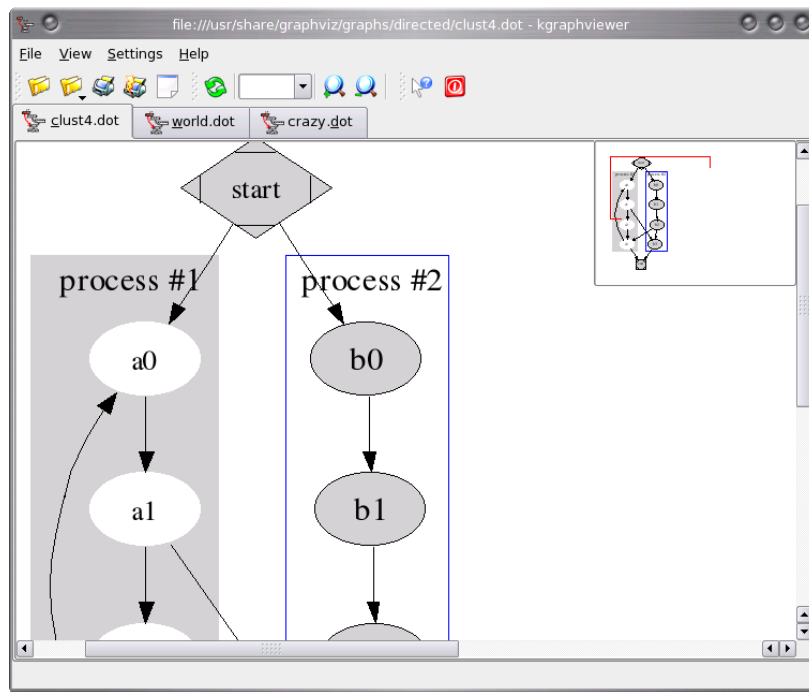 file:///usr/share/graphviz/graphs/directed/clust4.dot - kgraphviewer
File View Settings Help
clust4.dot world.dot crazy.dot
start
process #1 process #2
a0 b0
a1 b1